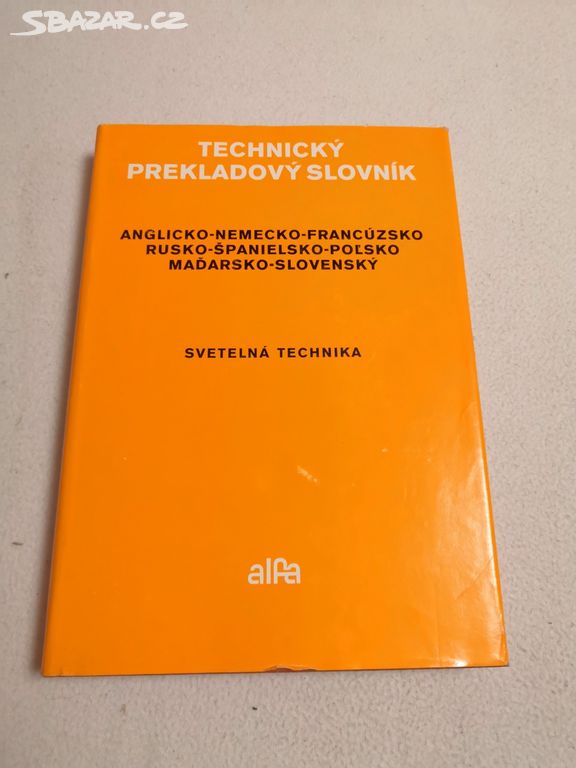 SBAZAR.CZ
TECHNICKÝ
PREKLADOVÝ SLOVNÍK
ANGLICKO-NEMECKO-FRANCÚZSKO
RUSKO-ŠPANIELSKO-POĽSKO
MAĎARSKO-SLOVENSKÝ
SVETELNÁ TECHNIKA
alfa